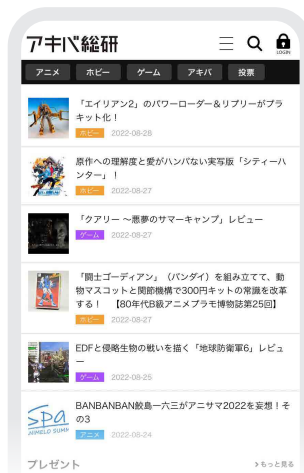 アキバ総研
LOGIN
アニメ ホビー ゲーム アキバ 投票
「エイリアン2」のパワーローダー＆リプリーがプラ
キット化！
ホビー 2022-08-28
原作への理解度と愛がハンパない実写版「シティーハ
ンター」！
ホビー 2022-08-27
「クアリー ～悪夢のサマーキャンプ」レビュー
ゲーム 2022-08-27
「闘士ゴーディアン」（バンダイ）を組み立てて、動
物マスコットと関節機構で300円キットの常識を改革
する！ 【80年代B級アニメプラモ博物誌第25回】
ホビー 2022-08-27
EDFと侵略生物の戦いを描く「地球防衛軍6」レビュ
ー
ゲーム 2022-08-25
Spa
BANBANBAN鮫島一六三がアニサマ2022を妄想！そ
の3
アニメ 2022-08-24
プレゼント
もっと見る